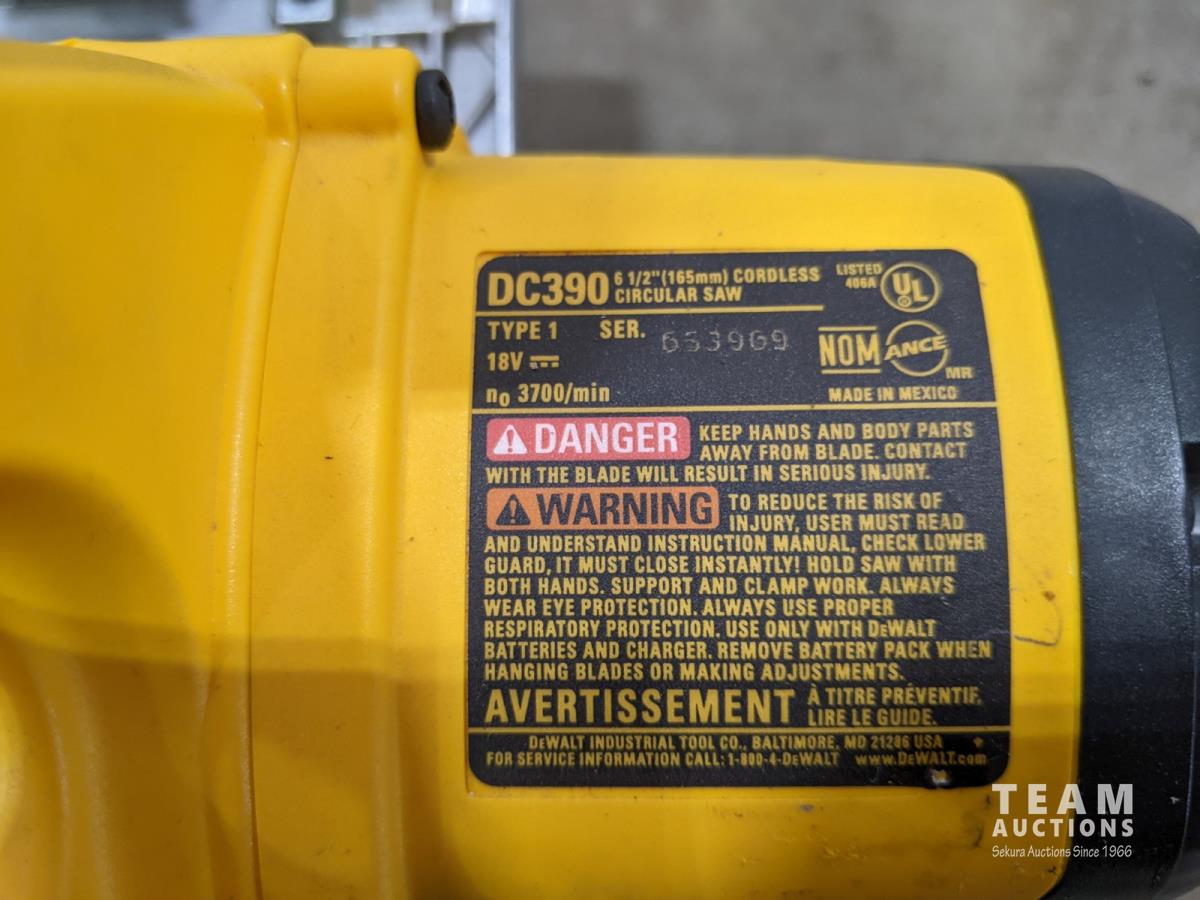 DC390 6 1/2"(165mm) CORDLESS CIRCULAR SAW
LISTED 406A UL
TYPE 1 SER.
18V
NOM ANCE MR
n₀ 3700/min
MADE IN MEXICO
DANGER KEEP HANDS AND BODY PARTS
AWAY FROM BLADE. CONTACT
WITH THE BLADE WILL RESULT IN SERIOUS INJURY.
WARNING TO REDUCE THE RISK OF
INJURY, USER MUST READ
AND UNDERSTAND INSTRUCTION MANUAL, CHECK LOWER
GUARD, IT MUST CLOSE INSTANTLY! HOLD SAW WITH
BOTH HANDS. SUPPORT AND CLAMP WORK. ALWAYS
WEAR EYE PROTECTION. ALWAYS USE PROPER
RESPIRATORY PROTECTION. USE ONLY WITH DEWALT
BATTERIES AND CHARGER. REMOVE BATTERY PACK WHEN
HANGING BLADES OR MAKING ADJUSTMENTS.
AVERTISSEMENT À TITRE PRÉVENTIF,
LIRE LE GUIDE.
DEWALT INDUSTRIAL TOOL CO., BALTIMORE, MD 21286 USA
FOR SERVICE INFORMATION CALL: 1-800-4-DEWALT www.DEWALT.com
TEAM
AUCTIONS
Sekura Auctions Since 1966